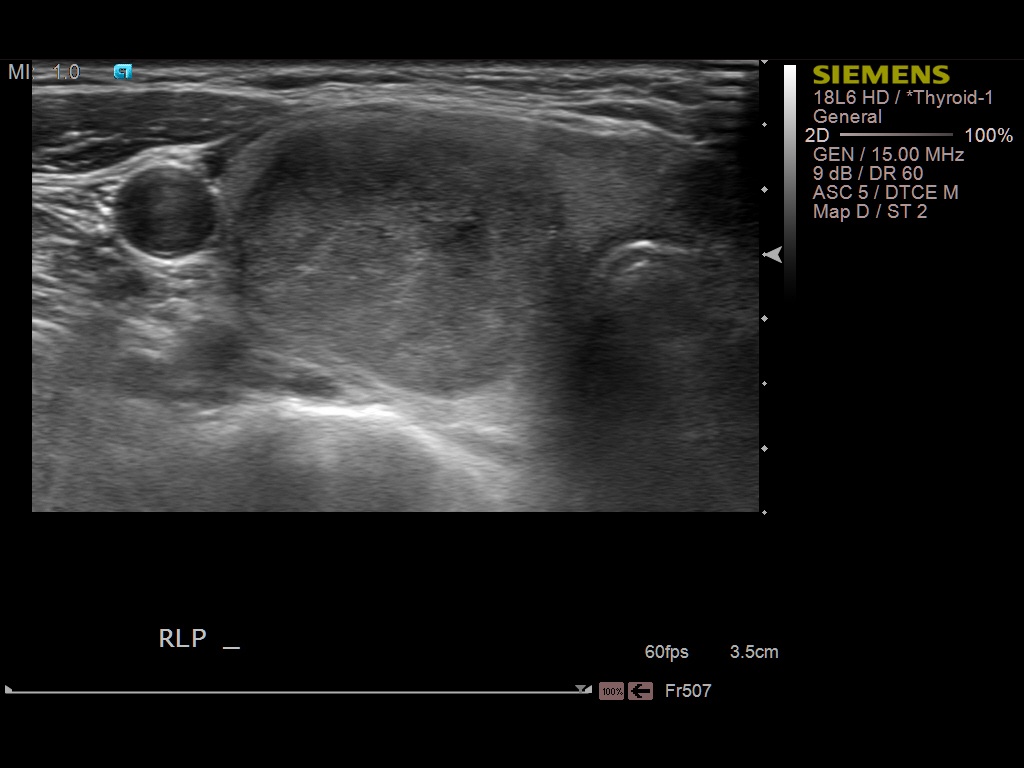 MI: 1.0
SIEMENS
18L6 HD / *Thyroid-1
General
2D 100%
GEN / 15.00 MHz
9 dB / DR 60
ASC 5 / DTCE M
Map D / ST 2
RLP _
60fps 3.5cm
100% Fr507